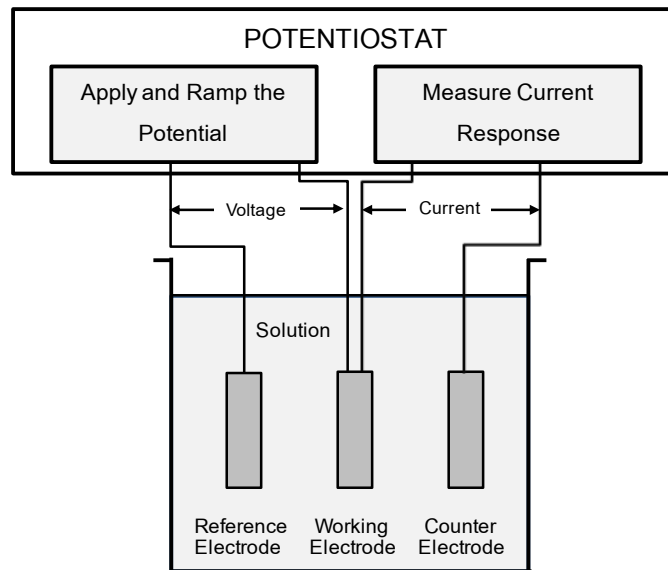 POTENTIOSTAT
Apply and Ramp the
Potential
Measure Current
Response
Voltage
Current
Solution
Reference
Electrode
Working
Electrode
Counter
Electrode